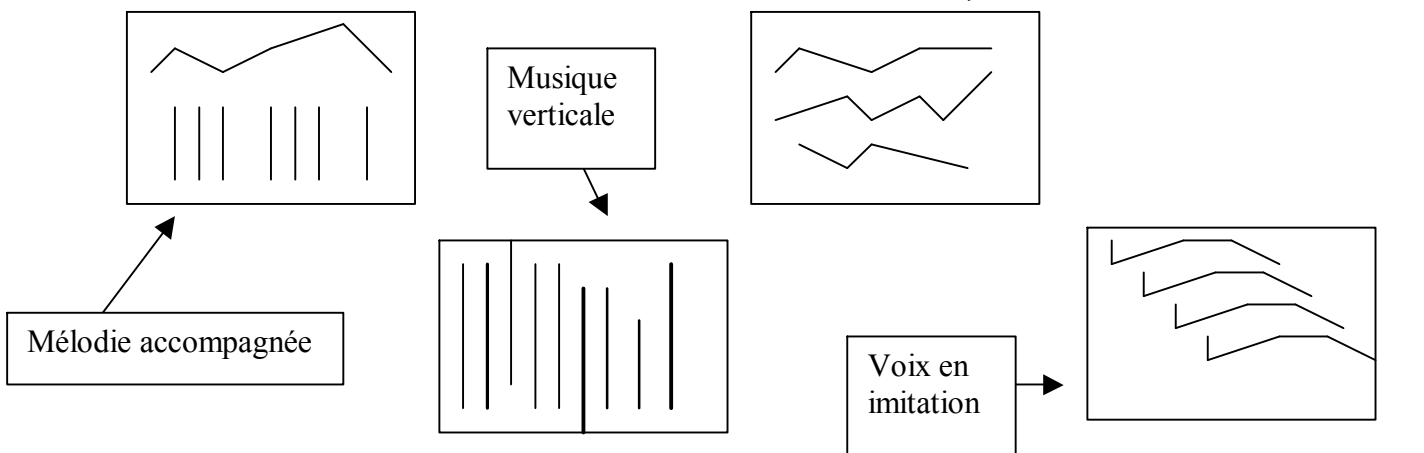 Musique
verticale
Mélodie accompagnée
Voix en
imitation